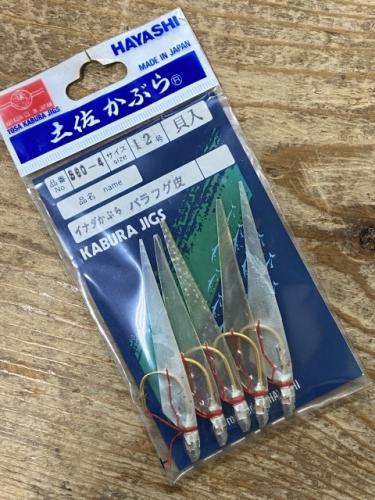 HAYASHI
MADE IN JAPAN
TOSA KABURA JIGS
土佐かぶら®
品番 No. 560-4 サイズ size 12号 貝入
品名 name
イナダかぶら バラフグ皮
KABURA JIGS